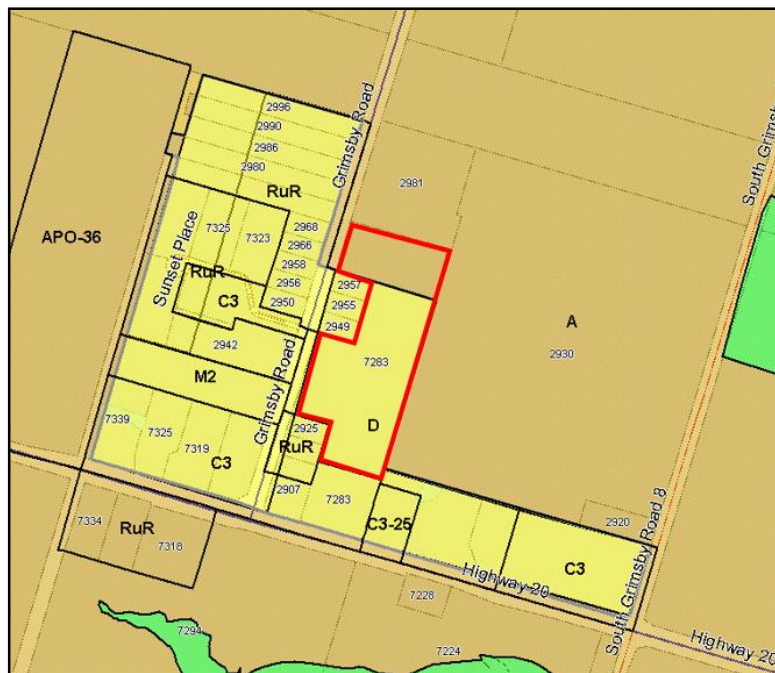 2996
2990
2986
2980
RuR
Grimsby Road
South Grimsb
2981
APO-36
Sunset Place
7325
7323
2968
2966
2958
2956
2950
RuR
C3
2957
2955
2949
A
2930
2942
M2
Grimsby Road
7283
D
7339
7325
7319
C3
2925
RuR
2907
7283
C3-25
2920
C3
South Grimsby Road 8
7334
RuR
7318
Highway 20
7228
7294
7224
Highway 20